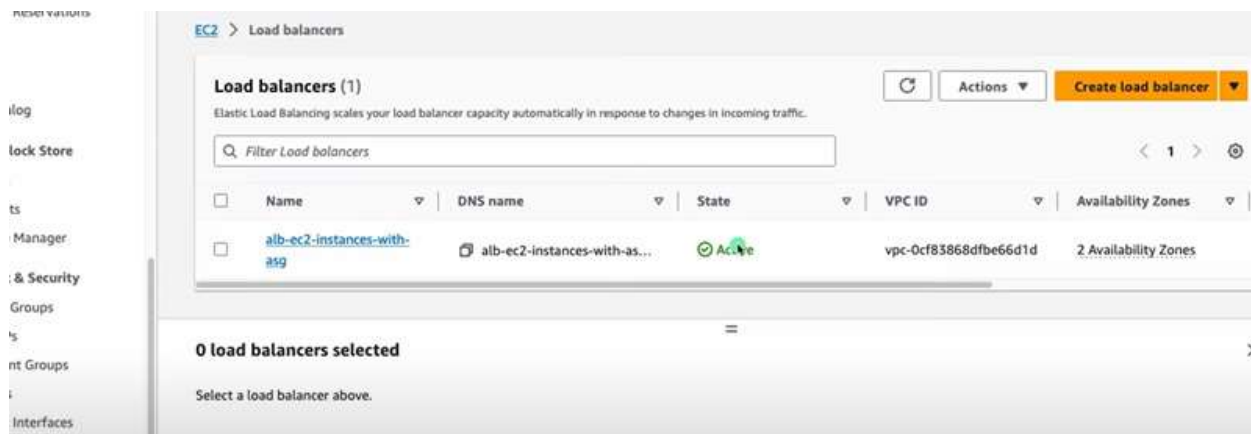 Reservations
EC2 > Load balancers
Load balancers (1)
Actions
Create load balancer
Elastic Load Balancing scales your load balancer capacity automatically in response to changes in incoming traffic.
Filter Load balancers
1
Name DNS name State VPC ID Availability Zones
alb-ec2-instances-with-asg
alb-ec2-instances-with-as...
Active
vpc-0cf83868dfbe66d1d
2 Availability Zones
0 load balancers selected
Select a load balancer above.
alog
lock Store
ts
Manager
& Security
Groups
Ps
nt Groups
s
Interfaces